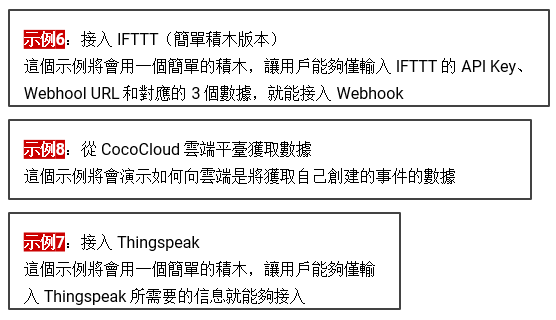 示例6：接入 IFTTT（簡單積木版本）
這個示例將會用一個簡單的積木，讓用戶能夠僅輸入 IFTTT 的 API Key、
Webhool URL 和對應的 3 個數據，就能接入 Webhook
示例8：從 CocoCloud 雲端平臺獲取數據
這個示例將會演示如何向雲端是將獲取自己創建的事件的數據
示例7：接入 Thingspeak
這個示例將會用一個簡單的積木，讓用戶能夠僅輸
入 Thingspeak 所需要的信息就能夠接入